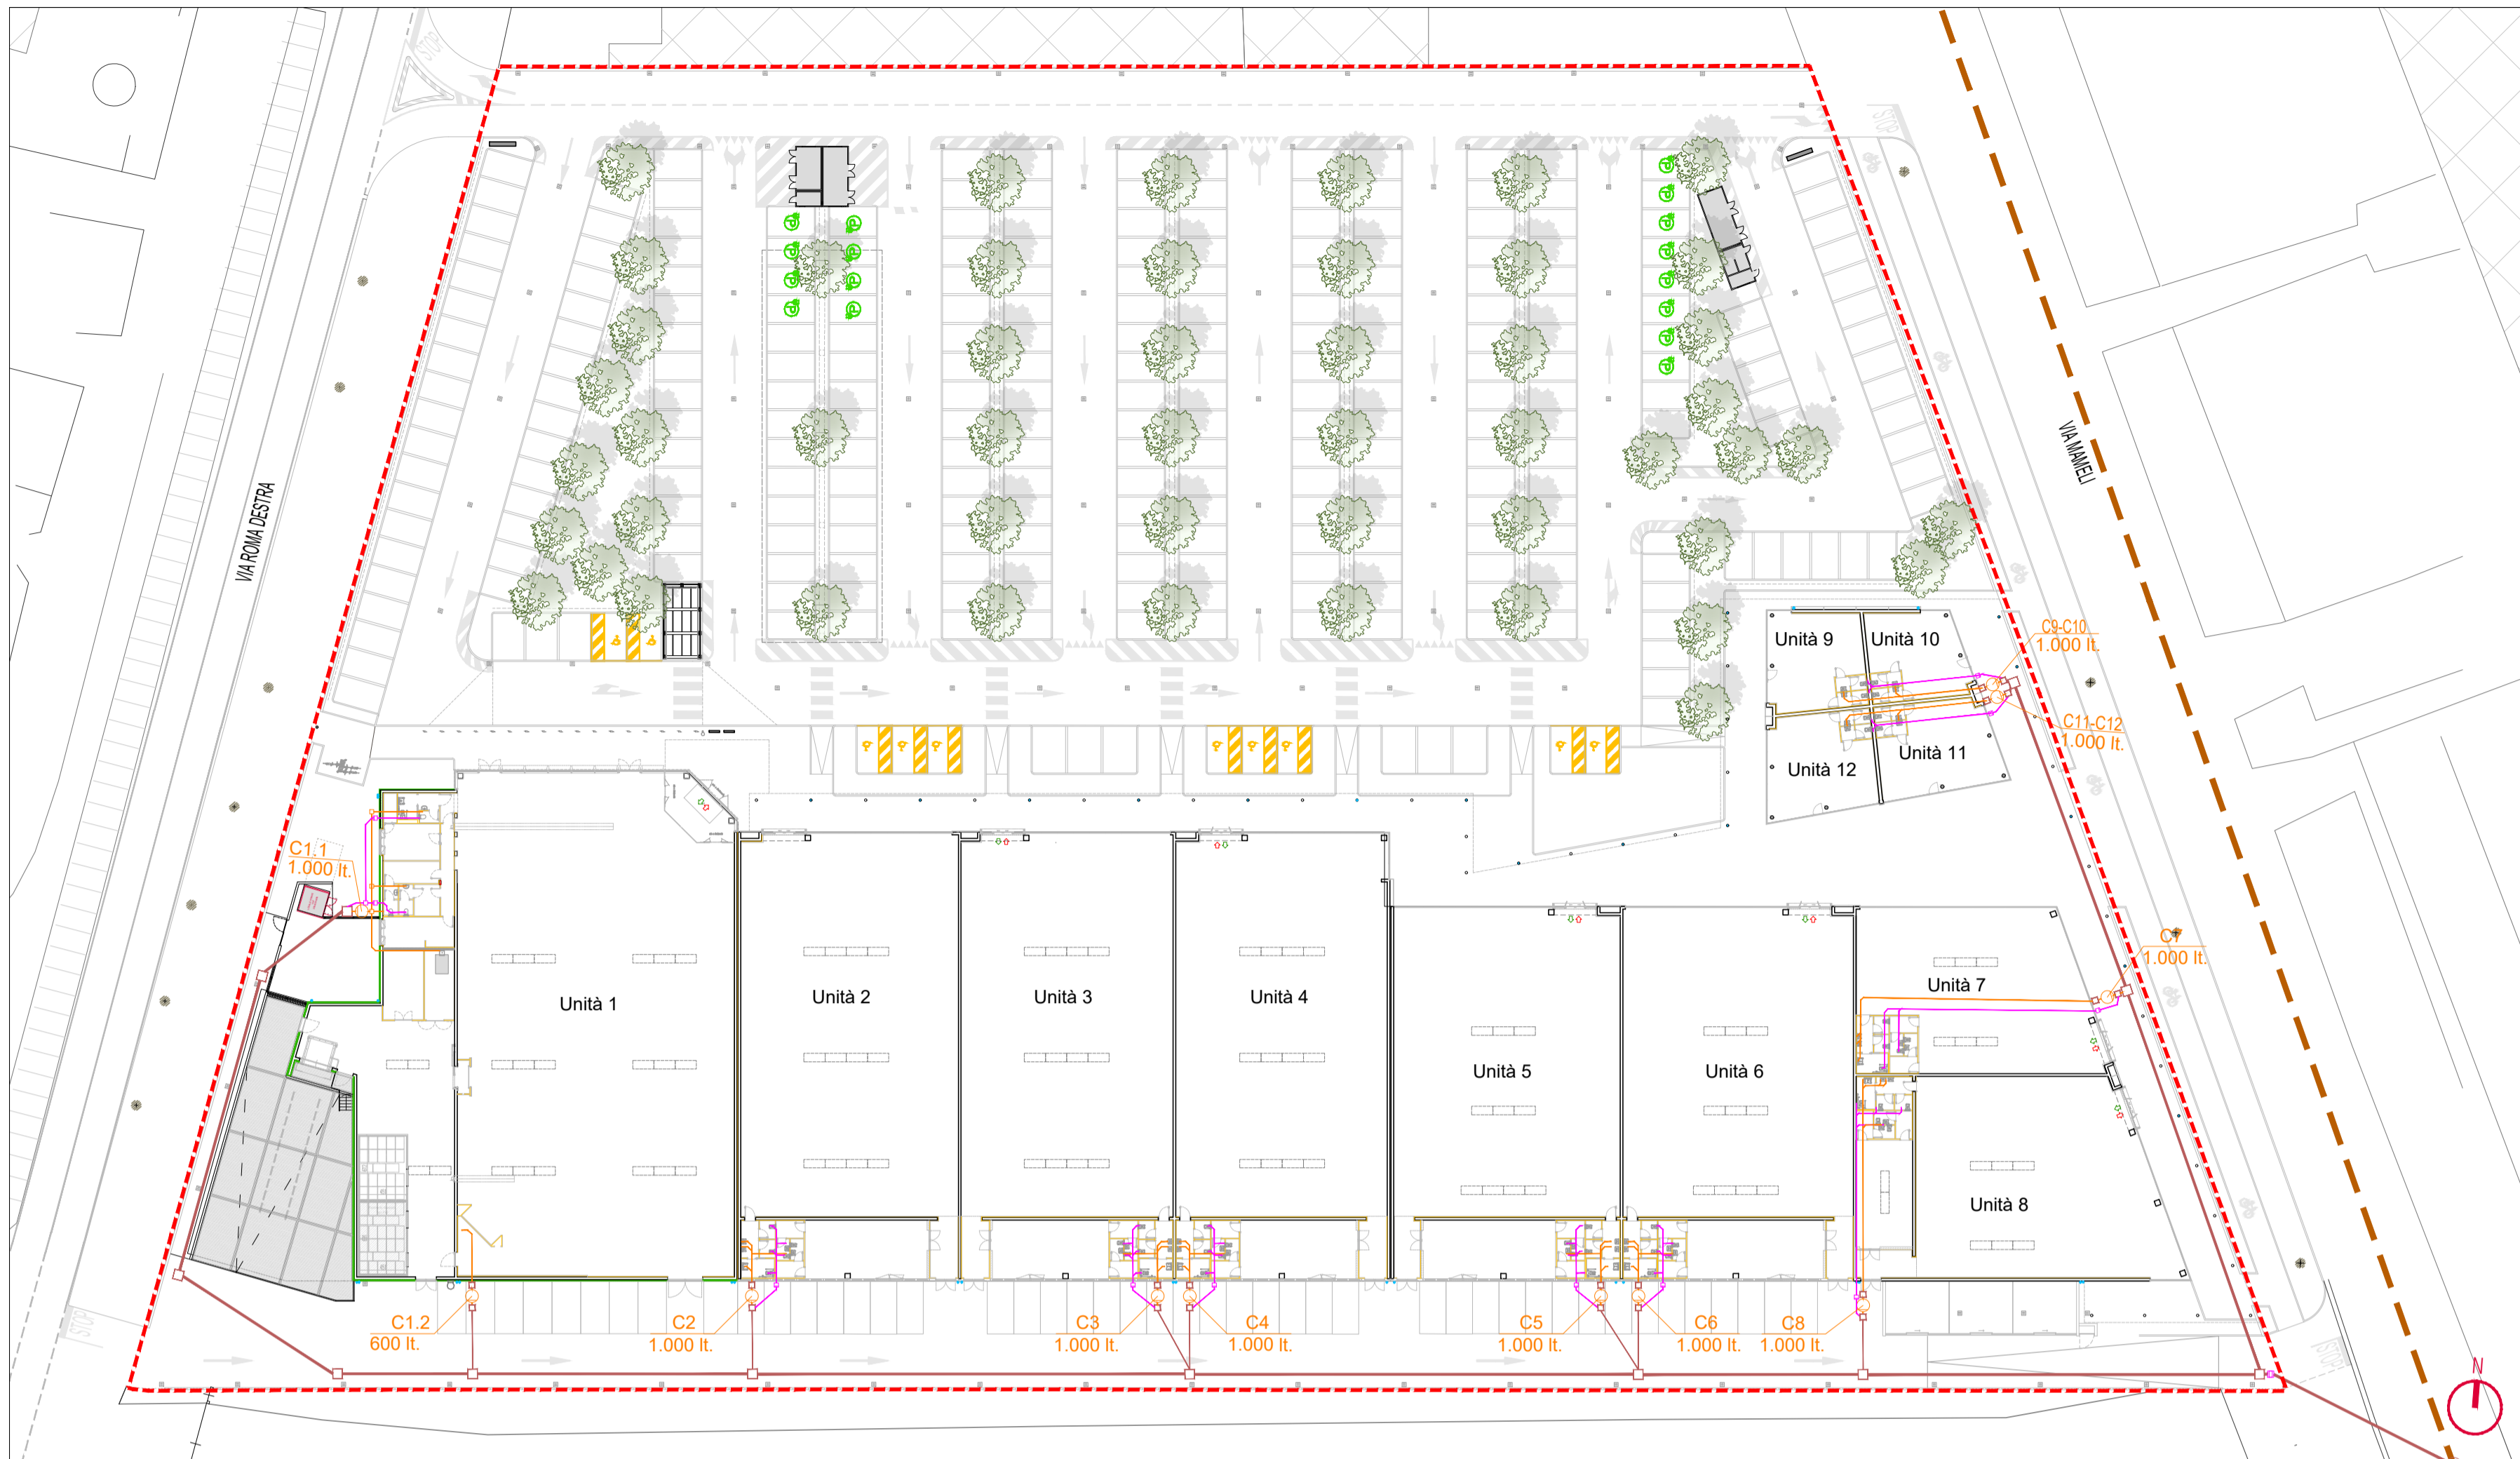 STOP
STOP
VIA ROMA DESTRA
VIA MAMELI
Unità 9
Unità 10
C9-C10
1.000 lt.
C11-C12
1.000 lt.
Unità 12
Unità 11
C1.1
1.000 lt.
C7
1.000 lt.
Unità 1
Unità 2
Unità 3
Unità 4
Unità 5
Unità 6
Unità 7
Unità 8
C1.2
600 lt.
C2
1.000 lt.
C3
1.000 lt.
C4
1.000 lt.
C5
1.000 lt.
C6
1.000 lt.
C8
1.000 lt.
STOP
STOP
N